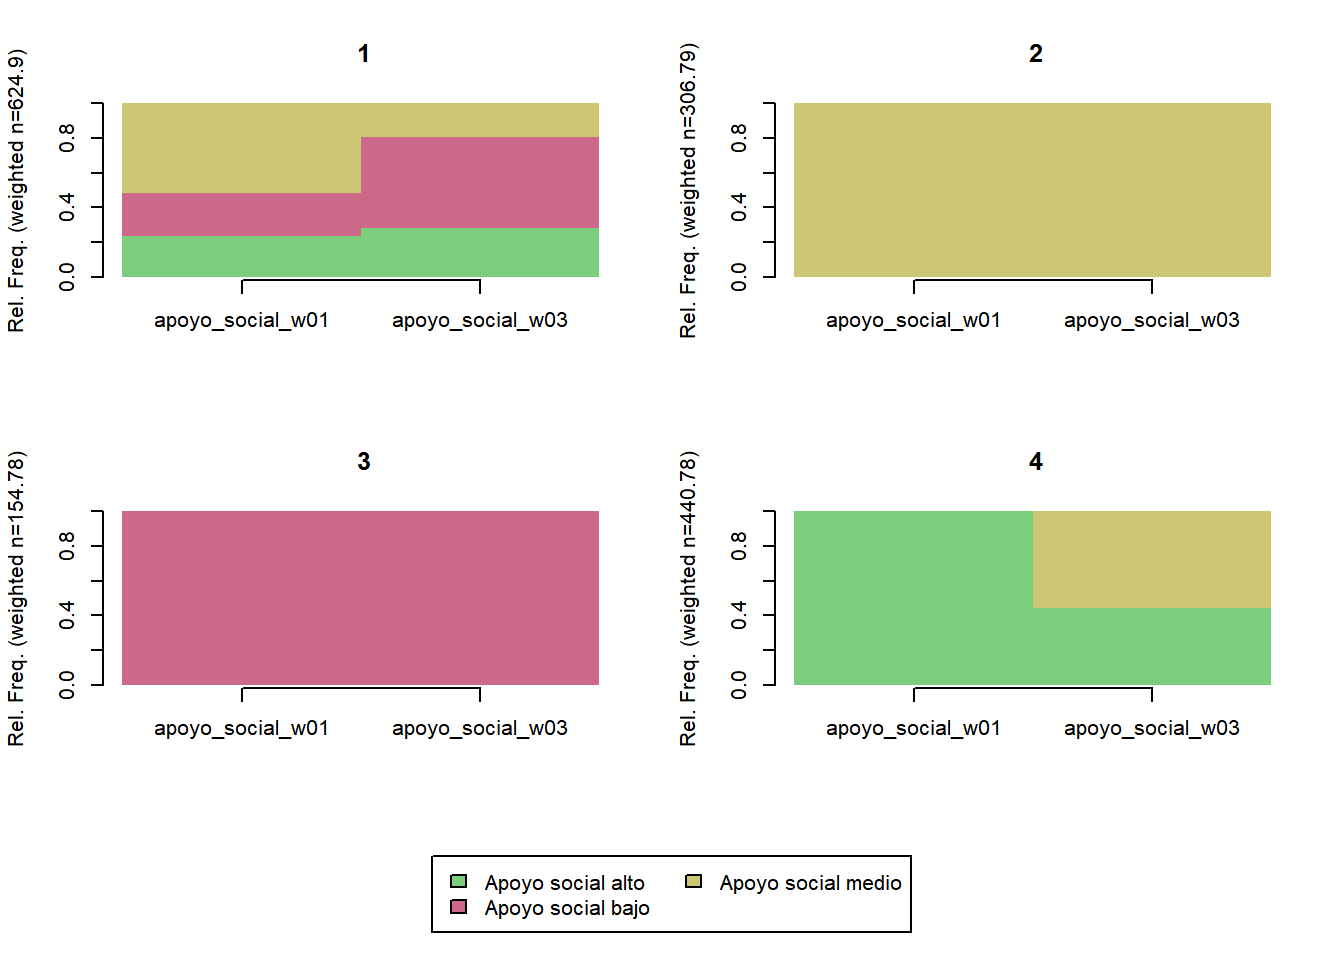 1
Rel. Freq. (weighted n=624.9)
0.0 0.4 0.8
apoyo_social_w01 apoyo_social_w03
2
Rel. Freq. (weighted n=306.79)
0.0 0.4 0.8
apoyo_social_w01 apoyo_social_w03
3
Rel. Freq. (weighted n=154.78)
0.0 0.4 0.8
apoyo_social_w01 apoyo_social_w03
4
Rel. Freq. (weighted n=440.78)
0.0 0.4 0.8
apoyo_social_w01 apoyo_social_w03
Apoyo social alto Apoyo social medio
Apoyo social bajo